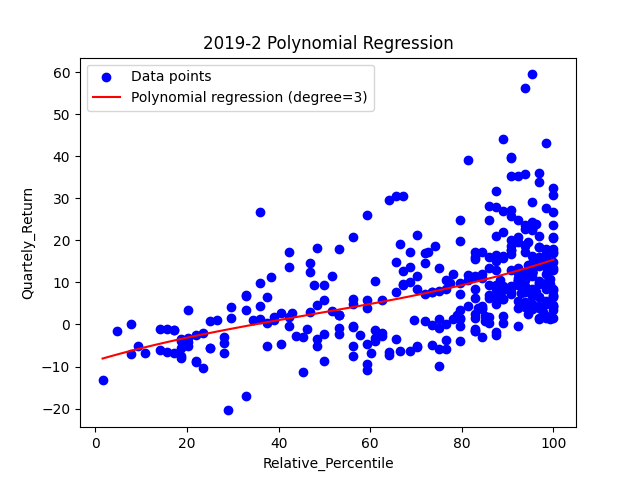 2019-2 Polynomial Regression
Data points
Polynomial regression (degree=3)
60
50
40
30
20
10
0
−10
−20
Quartely_Return
0 20 40 60 80 100
Relative_Percentile